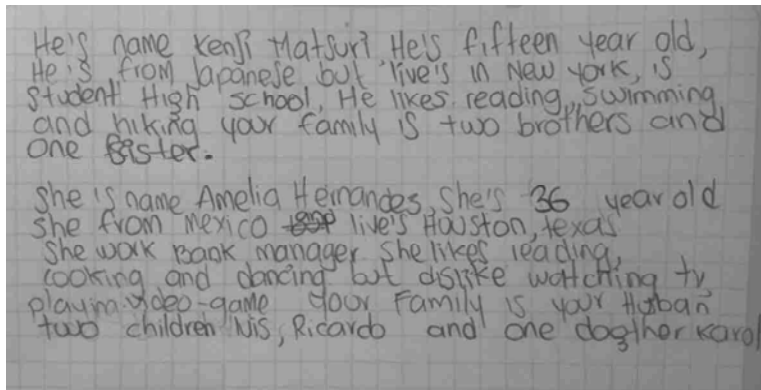 He's name Kenji Matsuri He's fifteen year old,
He is from Japanese but live's in New york, is
Student High school, He likes reading, swimming
and hiking your family is two brothers and
one sister.
She is name Amelia Hernandes, She's 36 year old
She from mexico live's Houston, texas
She work Bank manager she likes reading,
cooking and dancing but dislike watching tv
playing video-game your Family is your Husban
two children Nis, Ricardo and one dogther Karol